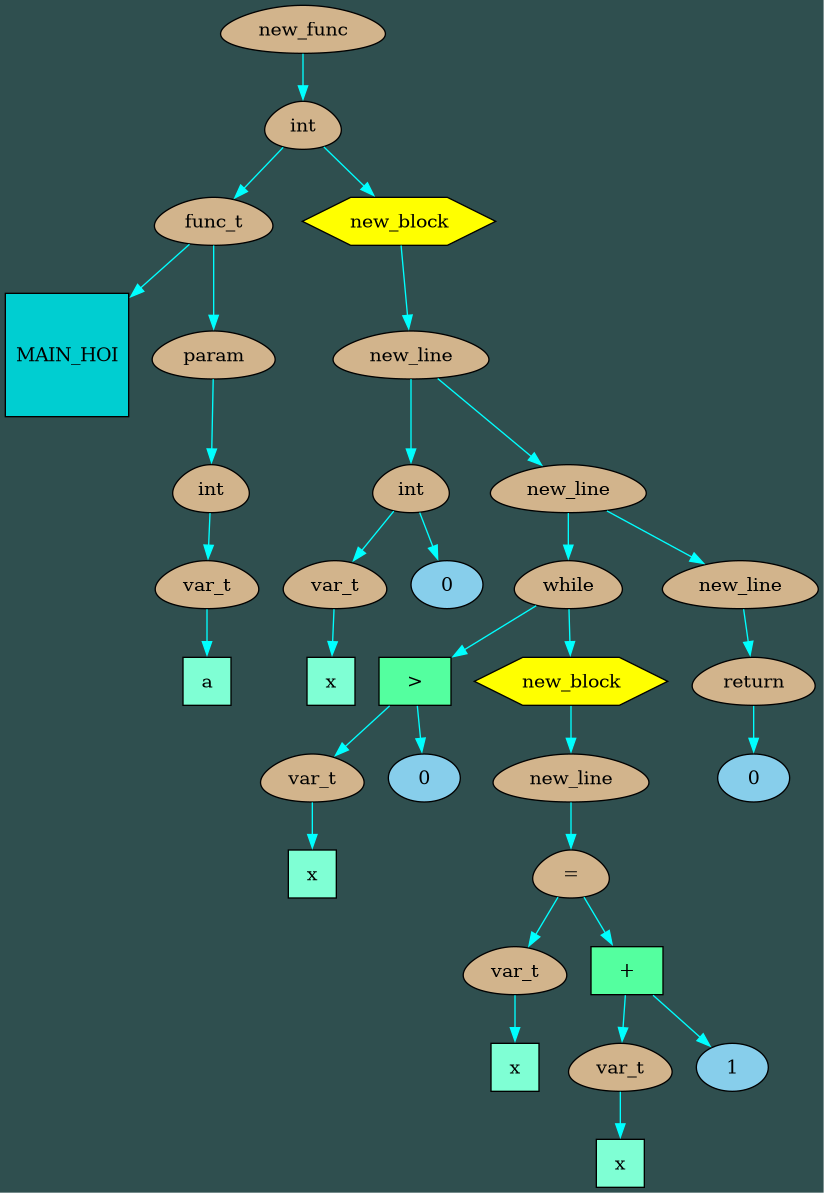 new_func
int
func_t
new_block
MAIN_HOI
param
new_line
int
int
new_line
var_t
var_t
0
while
new_line
a
x
>
new_block
return
var_t
0
new_line
0
x
=
var_t
+
x
var_t
1
x